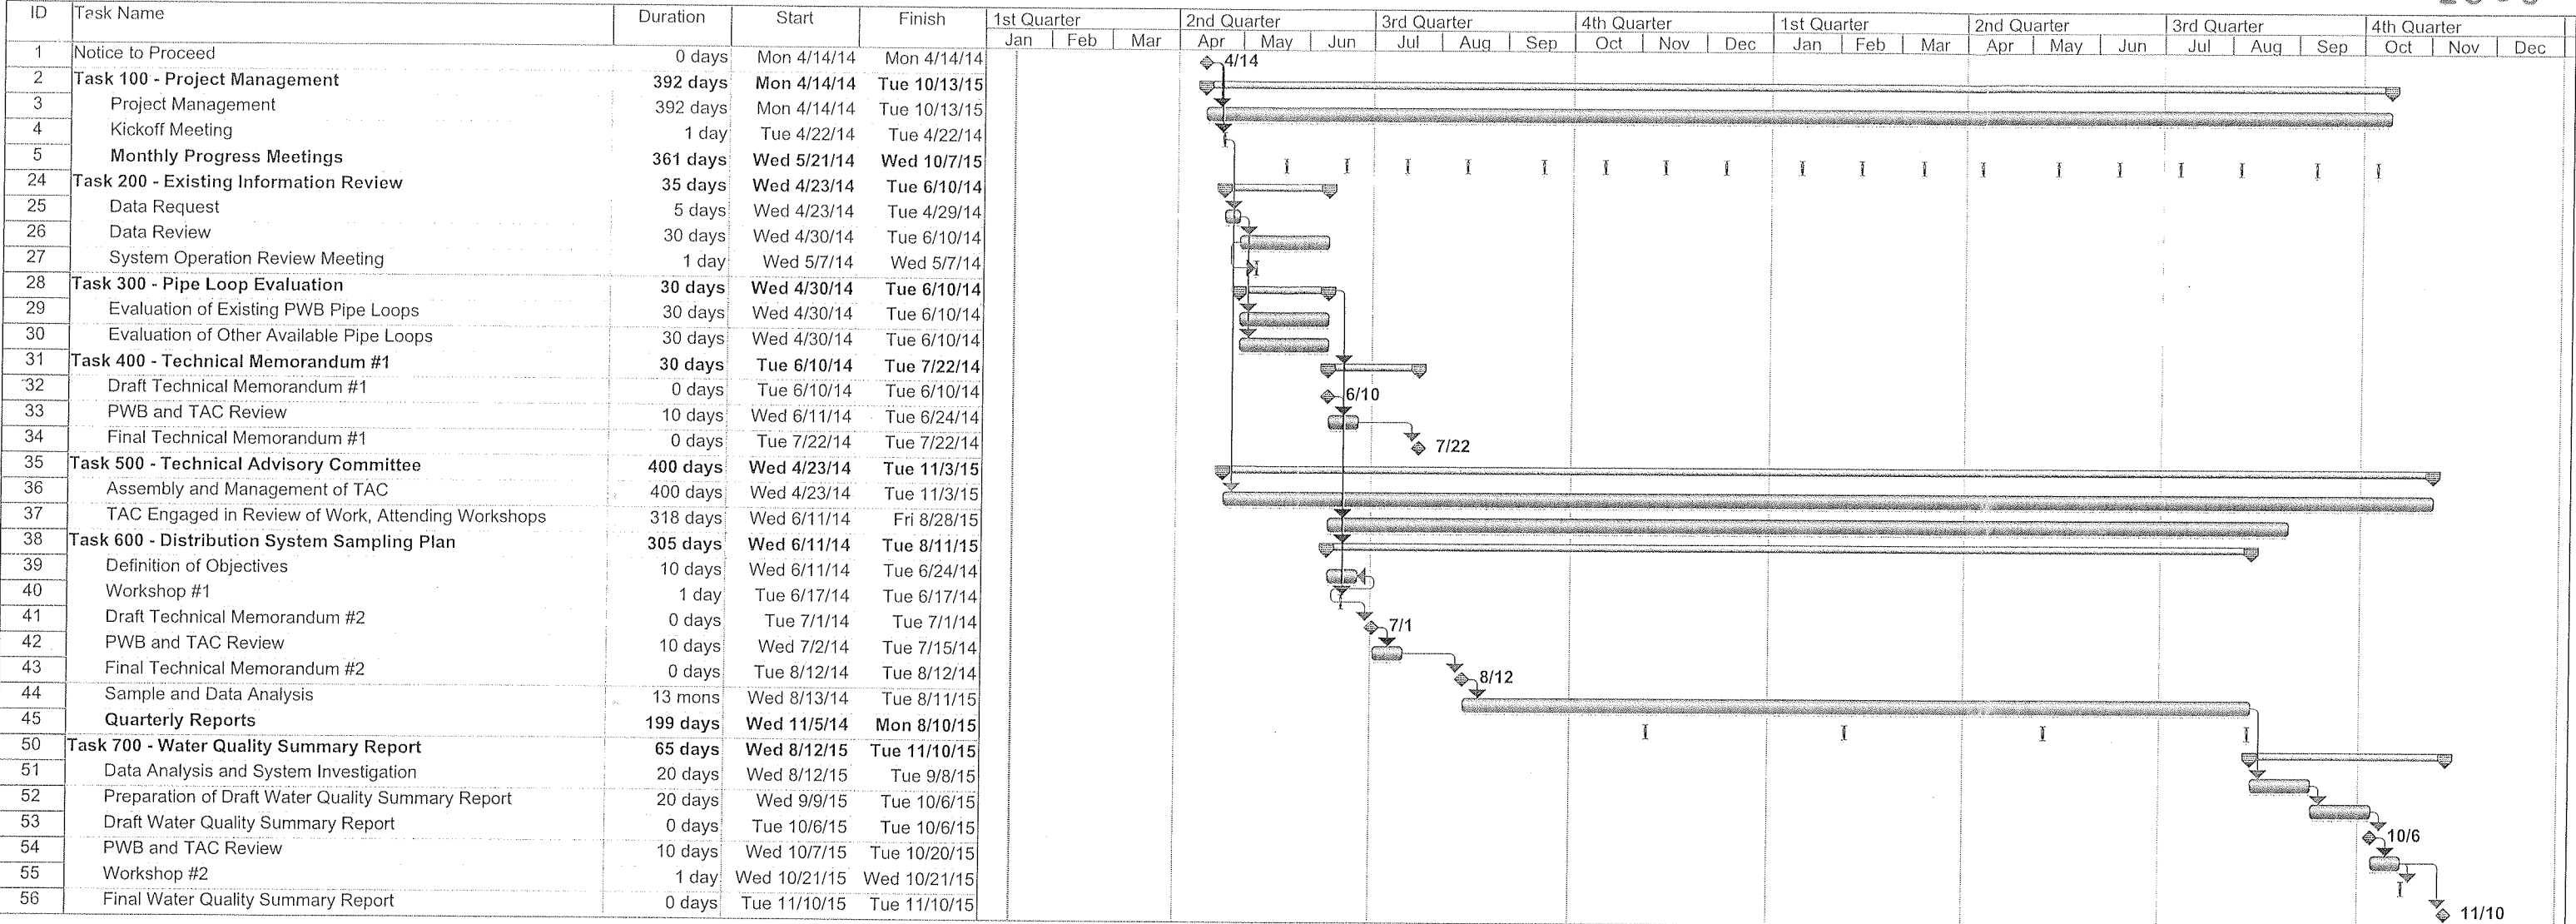 ID Task Name Duration Start Finish 1st Quarter 2nd Quarter 3rd Quarter 4th Quarter 1st Quarter 2nd Quarter 3rd Quarter 4th Quarter
Jan Feb Mar Apr May Jun Jul Aug Sep Oct Nov Dec Jan Feb Mar Apr May Jun Jul Aug Sep Oct Nov Dec
1 Notice to Proceed 0 days Mon 4/14/14 Mon 4/14/14 4/14
2 Task 100 - Project Management 392 days Mon 4/14/14 Tue 10/13/15
3 Project Management 392 days Mon 4/14/14 Tue 10/13/15
4 Kickoff Meeting 1 day Tue 4/22/14 Tue 4/22/14
5 Monthly Progress Meetings 361 days Wed 5/21/14 Wed 10/7/15
24 Task 200 - Existing Information Review 35 days Wed 4/23/14 Tue 6/10/14
25 Data Request 5 days Wed 4/23/14 Tue 4/29/14
26 Data Review 30 days Wed 4/30/14 Tue 6/10/14
27 System Operation Review Meeting 1 day Wed 5/7/14 Wed 5/7/14
28 Task 300 - Pipe Loop Evaluation 30 days Wed 4/30/14 Tue 6/10/14
29 Evaluation of Existing PWB Pipe Loops 30 days Wed 4/30/14 Tue 6/10/14
30 Evaluation of Other Available Pipe Loops 30 days Wed 4/30/14 Tue 6/10/14
31 Task 400 - Technical Memorandum #1 30 days Tue 6/10/14 Tue 7/22/14
32 Draft Technical Memorandum #1 0 days Tue 6/10/14 Tue 6/10/14 6/10
33 PWB and TAC Review 10 days Wed 6/11/14 Tue 6/24/14
34 Final Technical Memorandum #1 0 days Tue 7/22/14 Tue 7/22/14 7/22
35 Task 500 - Technical Advisory Committee 400 days Wed 4/23/14 Tue 11/3/15
36 Assembly and Management of TAC 400 days Wed 4/23/14 Tue 11/3/15
37 TAC Engaged in Review of Work, Attending Workshops 318 days Wed 6/11/14 Fri 8/28/15
38 Task 600 - Distribution System Sampling Plan 305 days Wed 6/11/14 Tue 8/11/15
39 Definition of Objectives 10 days Wed 6/11/14 Tue 6/24/14
40 Workshop #1 1 day Tue 6/17/14 Tue 6/17/14
41 Draft Technical Memorandum #2 0 days Tue 7/1/14 Tue 7/1/14 7/1
42 PWB and TAC Review 10 days Wed 7/2/14 Tue 7/15/14
43 Final Technical Memorandum #2 0 days Tue 8/12/14 Tue 8/12/14 8/12
44 Sample and Data Analysis 13 mons Wed 8/13/14 Tue 8/11/15
45 Quarterly Reports 199 days Wed 11/5/14 Mon 8/10/15
50 Task 700 - Water Quality Summary Report 65 days Wed 8/12/15 Tue 11/10/15
51 Data Analysis and System Investigation 20 days Wed 8/12/15 Tue 9/8/15
52 Preparation of Draft Water Quality Summary Report 20 days Wed 9/9/15 Tue 10/6/15
53 Draft Water Quality Summary Report 0 days Tue 10/6/15 Tue 10/6/15 10/6
54 PWB and TAC Review 10 days Wed 10/7/15 Tue 10/20/15
55 Workshop #2 1 day Wed 10/21/15 Wed 10/21/15
56 Final Water Quality Summary Report 0 days Tue 11/10/15 Tue 11/10/15 11/10